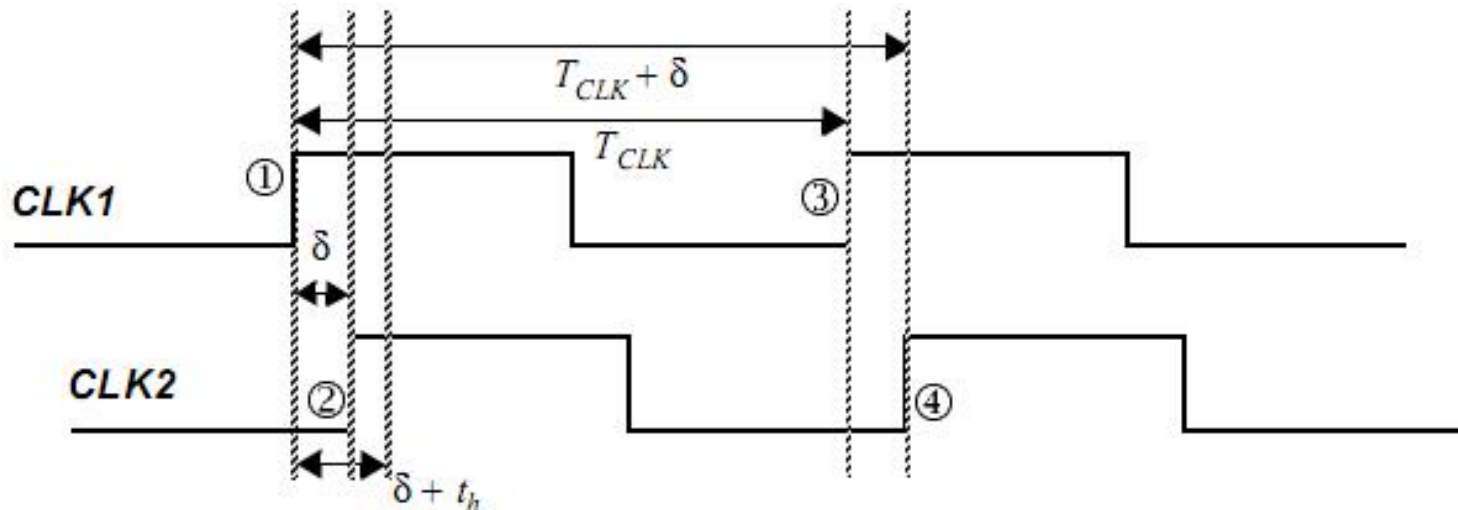 T_CLK + δ
T_CLK
①
③
CLK1
δ
CLK2
②
④
δ + t_h